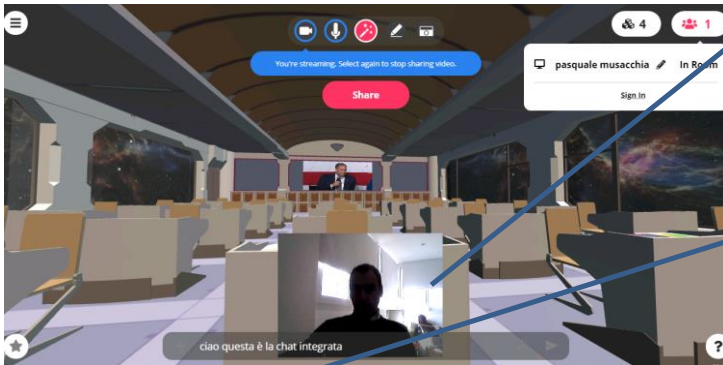 4
1
You're streaming. Select again to stop sharing video.
Share
pasquale musacchia
In Room
Sign In
ciao questa è la chat integrata
?